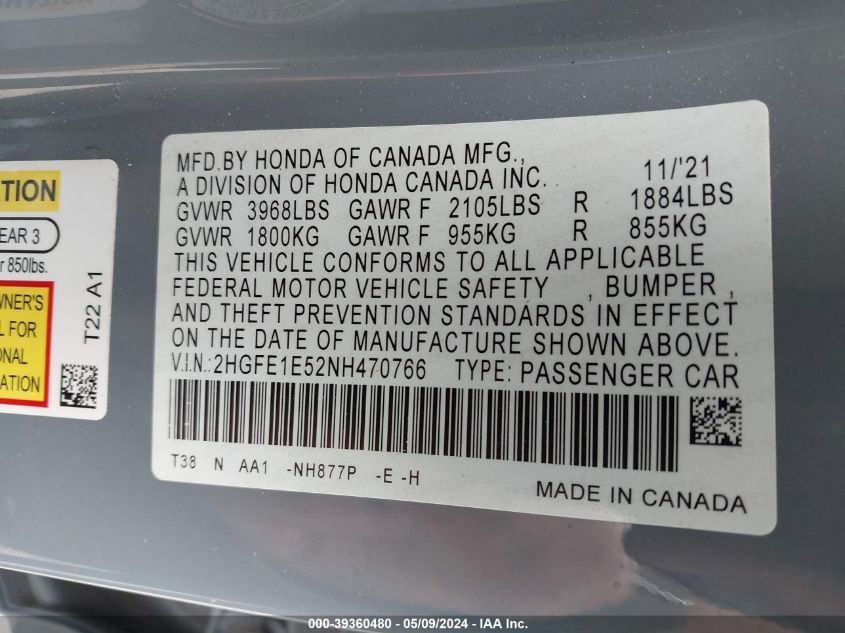 MFD.BY HONDA OF CANADA MFG.,
A DIVISION OF HONDA CANADA INC. 11/'21
GVWR 3968LBS GAWR F 2105LBS R 1884LBS
GVWR 1800KG GAWR F 955KG R 855KG
THIS VEHICLE CONFORMS TO ALL APPLICABLE
FEDERAL MOTOR VEHICLE SAFETY , BUMPER ,
AND THEFT PREVENTION STANDARDS IN EFFECT
ON THE DATE OF MANUFACTURE SHOWN ABOVE.
V.I.N.:2HGFE1E52NH470766 TYPE: PASSENGER CAR
T38 N AA1 -NH877P -E -H
MADE IN CANADA
EAR 3
850lbs.
WNER'S
FOR
T22 A1
000-39360480 - 05/09/2024 - IAA Inc.